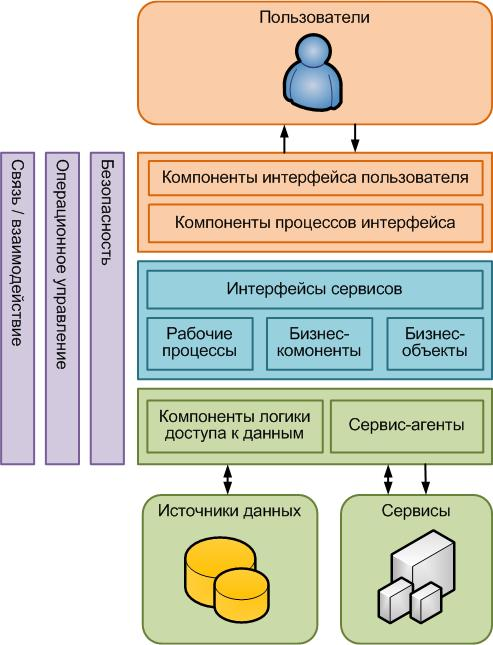 Пользователи
Связь / взаимодействие
Операционное управление
Безопасность
Компоненты интерфейса пользователя
Компоненты процессов интерфейса
Интерфейсы сервисов
Рабочие
процессы
Бизнес-
комоненты
Бизнес-
объекты
Компоненты логики
доступа к данным
Сервис-агенты
Источники данных
Сервисы